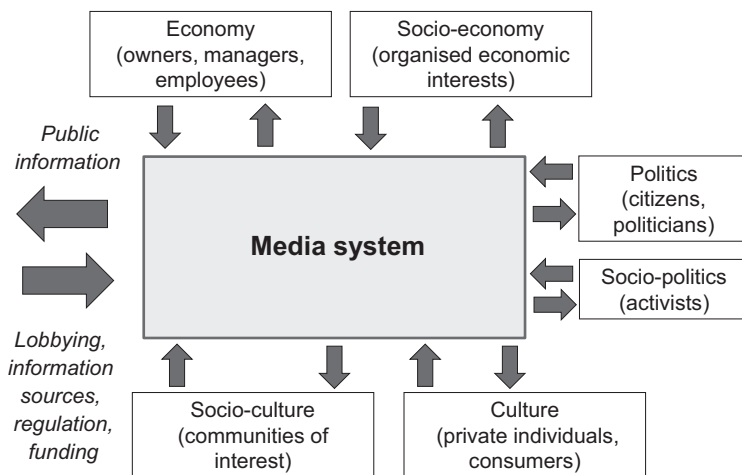 Economy
(owners, managers,
employees)
Socio-economy
(organised economic
interests)
Public
information
Politics
(citizens,
politicians)
Media system
Socio-politics
(activists)
Lobbying,
information
sources,
regulation,
funding
Socio-culture
(communities of
interest)
Culture
(private individuals,
consumers)